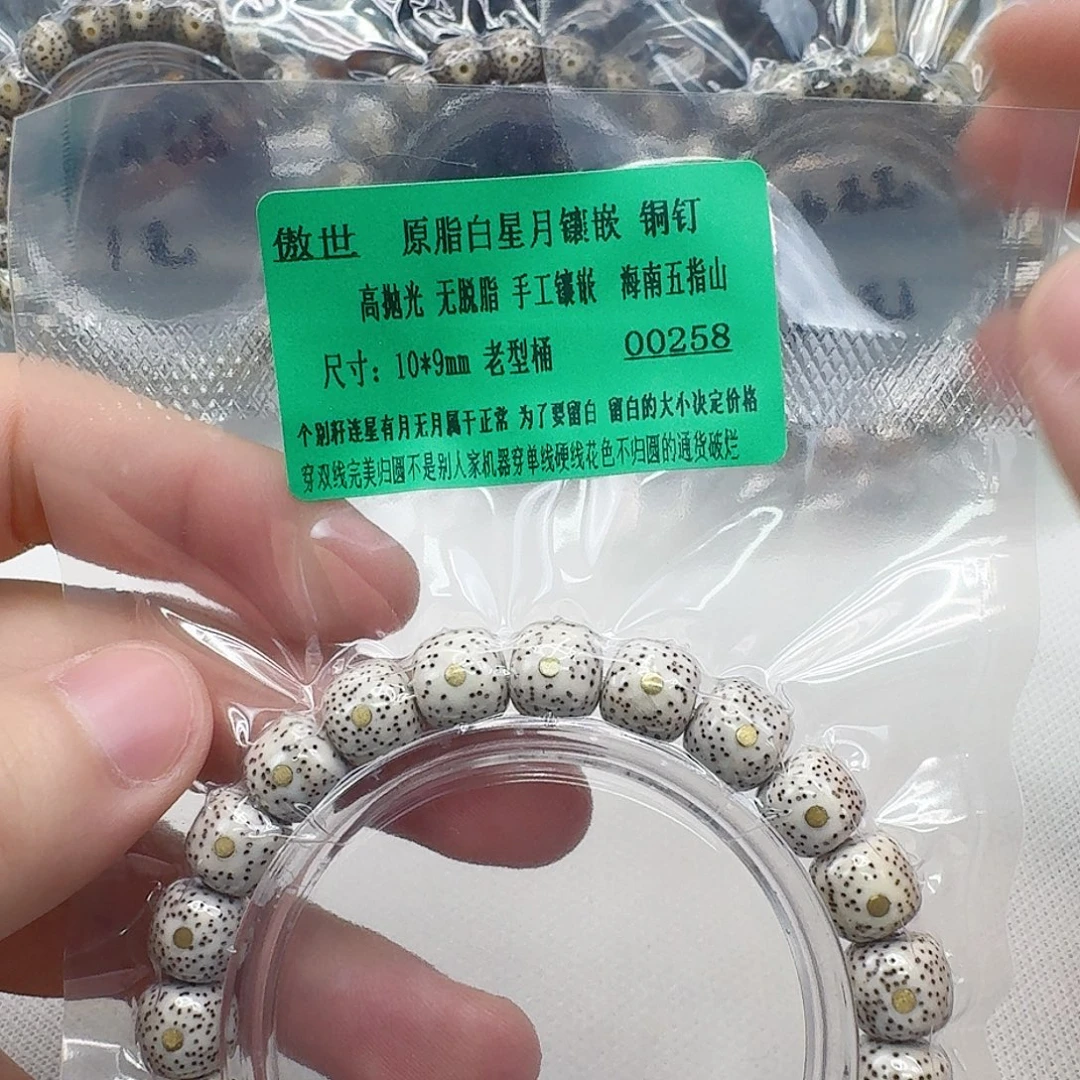 傲世 原脂白星月镶嵌 铜钉
高抛光 无脱脂 手工镶嵌 海南五指山
尺寸：10*9mm 老型桶 00258
个别籽连星有月无月属于正常 为了要留白 留白的大小决定价格
穿双线完美归圆不是别人家机器穿单线硬线花色不归圆的通货破烂